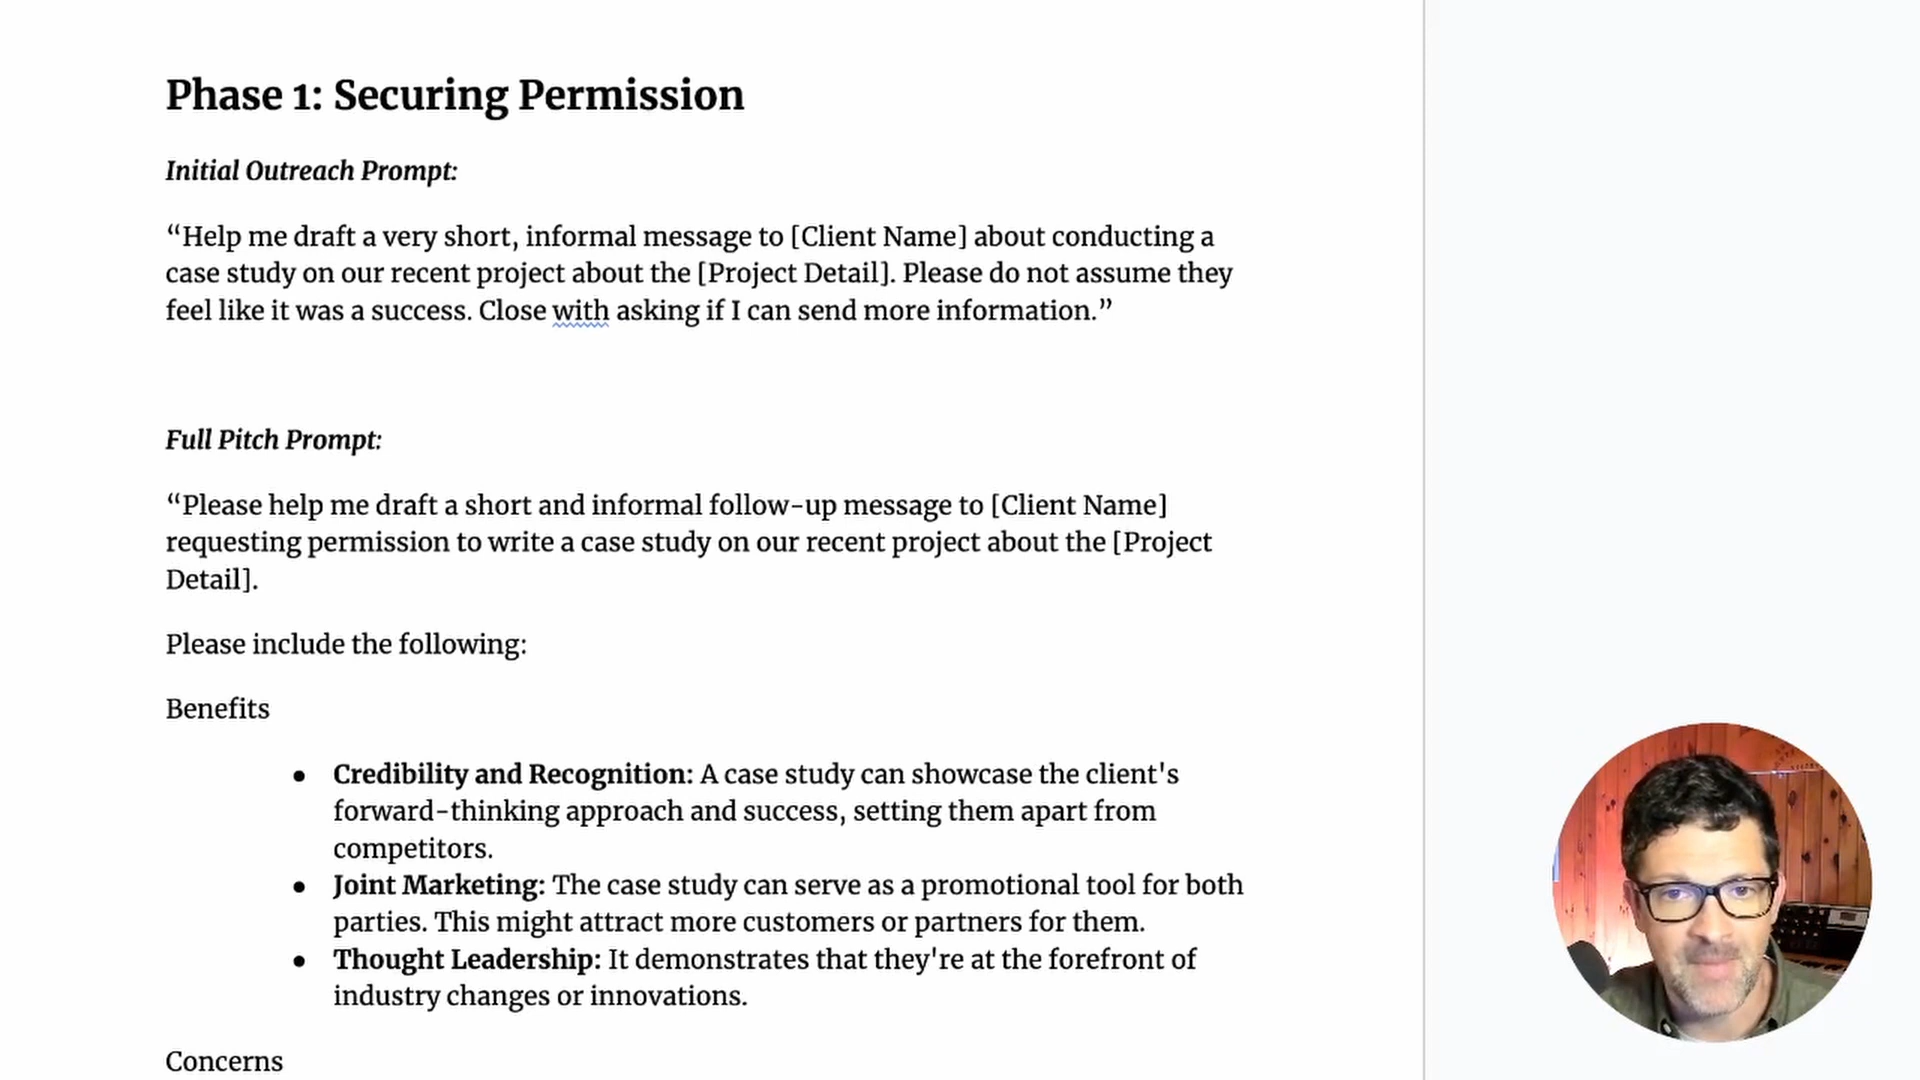 Phase 1: Securing Permission
Initial Outreach Prompt:
“Help me draft a very short, informal message to [Client Name] about conducting a
case study on our recent project about the [Project Detail]. Please do not assume they
feel like it was a success. Close with asking if I can send more information.”
Full Pitch Prompt:
“Please help me draft a short and informal follow-up message to [Client Name]
requesting permission to write a case study on our recent project about the [Project
Detail].
Please include the following:
Benefits
● Credibility and Recognition: A case study can showcase the client's
forward-thinking approach and success, setting them apart from
competitors.
● Joint Marketing: The case study can serve as a promotional tool for both
parties. This might attract more customers or partners for them.
● Thought Leadership: It demonstrates that they're at the forefront of
industry changes or innovations.
Concerns